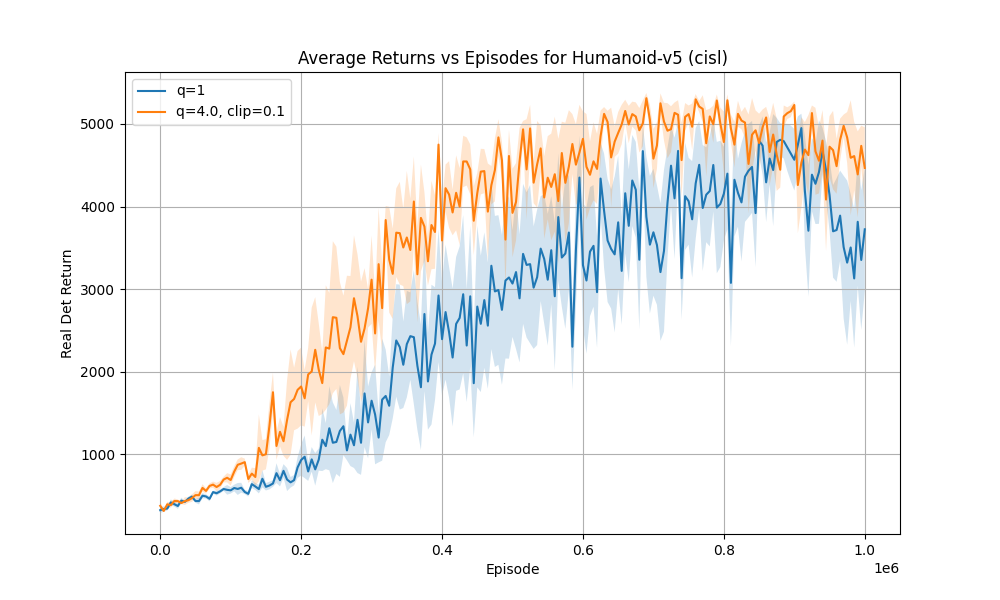 Average Returns vs Episodes for Humanoid-v5 (cisl)
q=1
q=4.0, clip=0.1
Real Det Return
5000
4000
3000
2000
1000
0.0 0.2 0.4 0.6 0.8 1.0
1e6
Episode